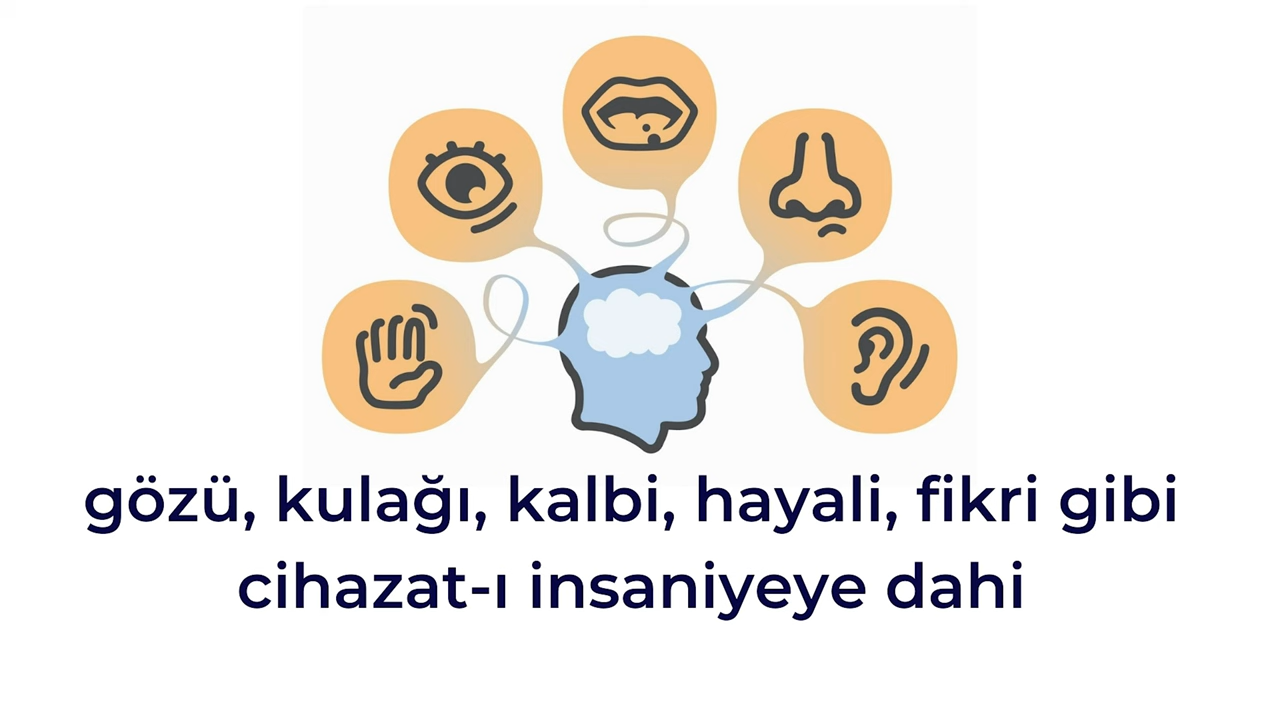 gözü, kulağı, kalbi, hayali, fikri gibi
cihazat-ı insaniyeye dahi